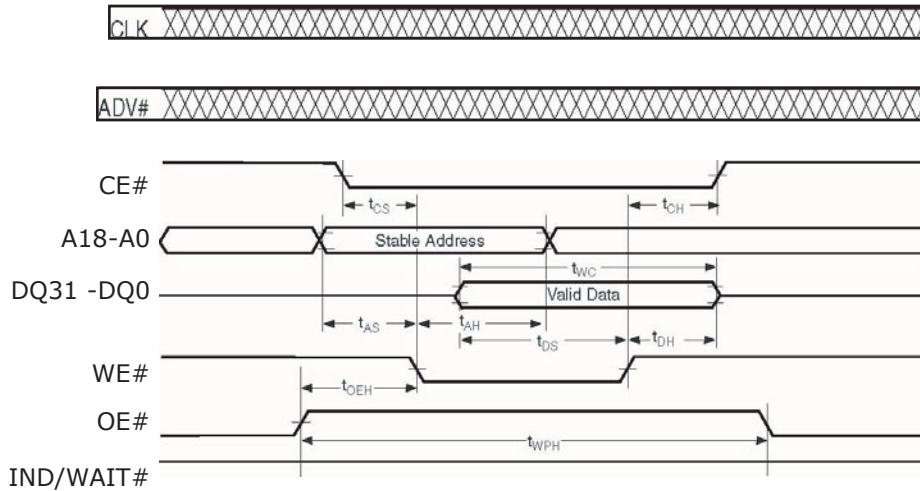 CLK
ADV#
CE#
tCS
tCH
A18-A0
Stable Address
tWC
DQ31 -DQ0
Valid Data
tAS
tAH
tDS
tDH
WE#
tOEH
OE#
tWPH
IND/WAIT#